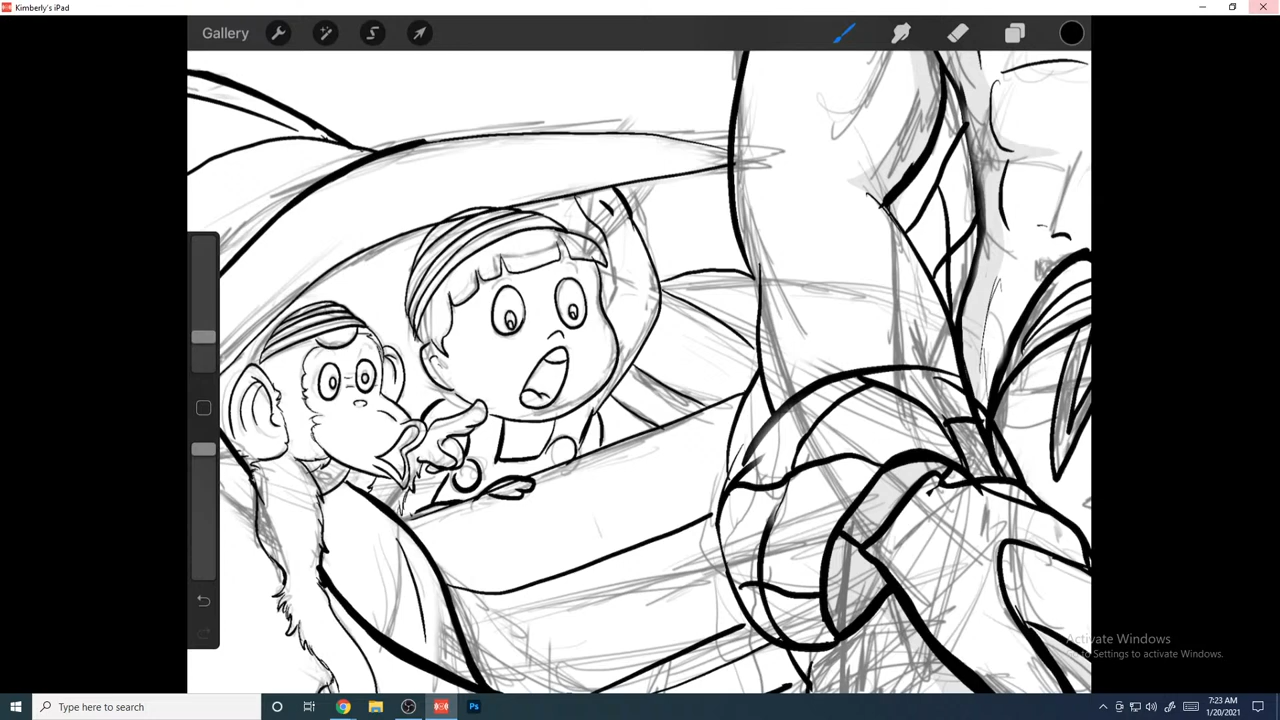 Kimberly's iPad
Gallery
Activate Windows
Go to Settings to activate Windows.
Type here to search
Ps
7:23 AM
1/20/2021